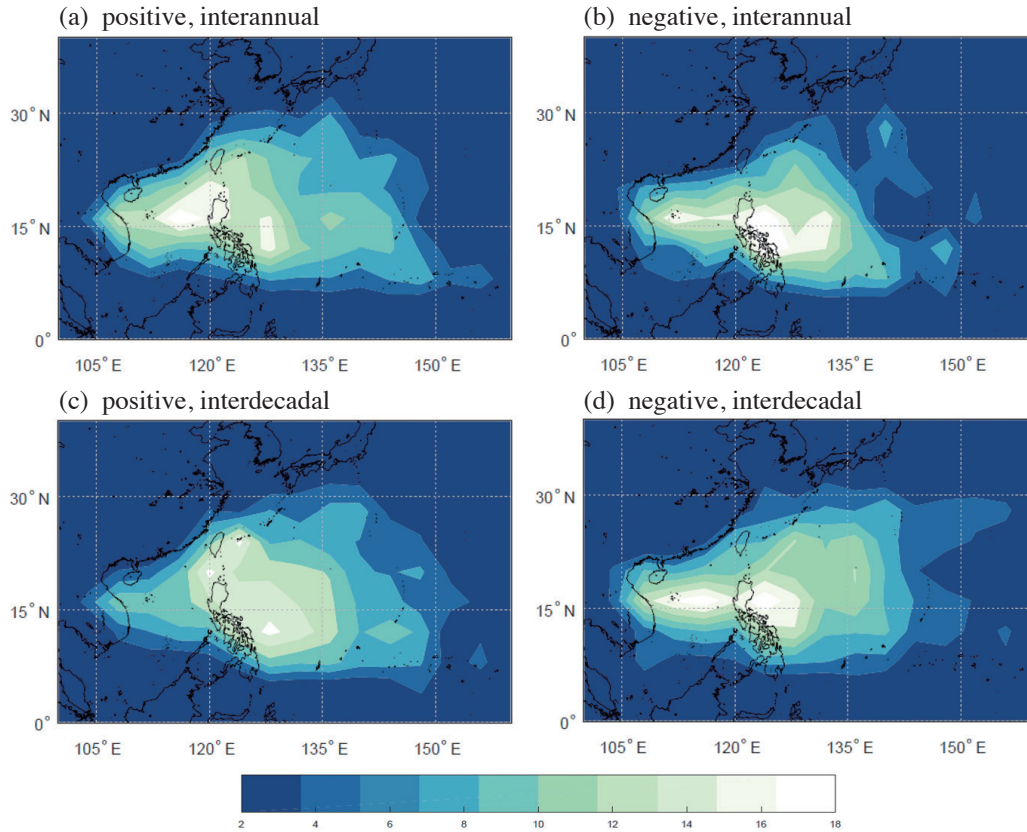 (a) positive, interannual
(b) negative, interannual
30° N
15° N
0°
105° E 120° E 135° E 150° E
30° N
15° N
0°
105° E 120° E 135° E 150° E
(c) positive, interdecadal
(d) negative, interdecadal
30° N
15° N
0°
105° E 120° E 135° E 150° E
30° N
15° N
0°
105° E 120° E 135° E 150° E
2 4 6 8 10 12 14 16 18